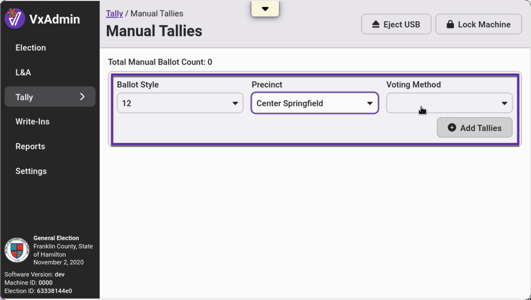 VxAdmin
Election
L&A
Tally
Write-Ins
Reports
Settings
General Election
Franklin County, State
of Hamilton
November 2, 2020
Software Version: dev
Machine ID: 0000
Election ID: 63338144e0
Tally / Manual Tallies
Manual Tallies
Eject USB
Lock Machine
Total Manual Ballot Count: 0
Ballot Style
Precinct
Voting Method
12
Center Springfield
Add Tallies